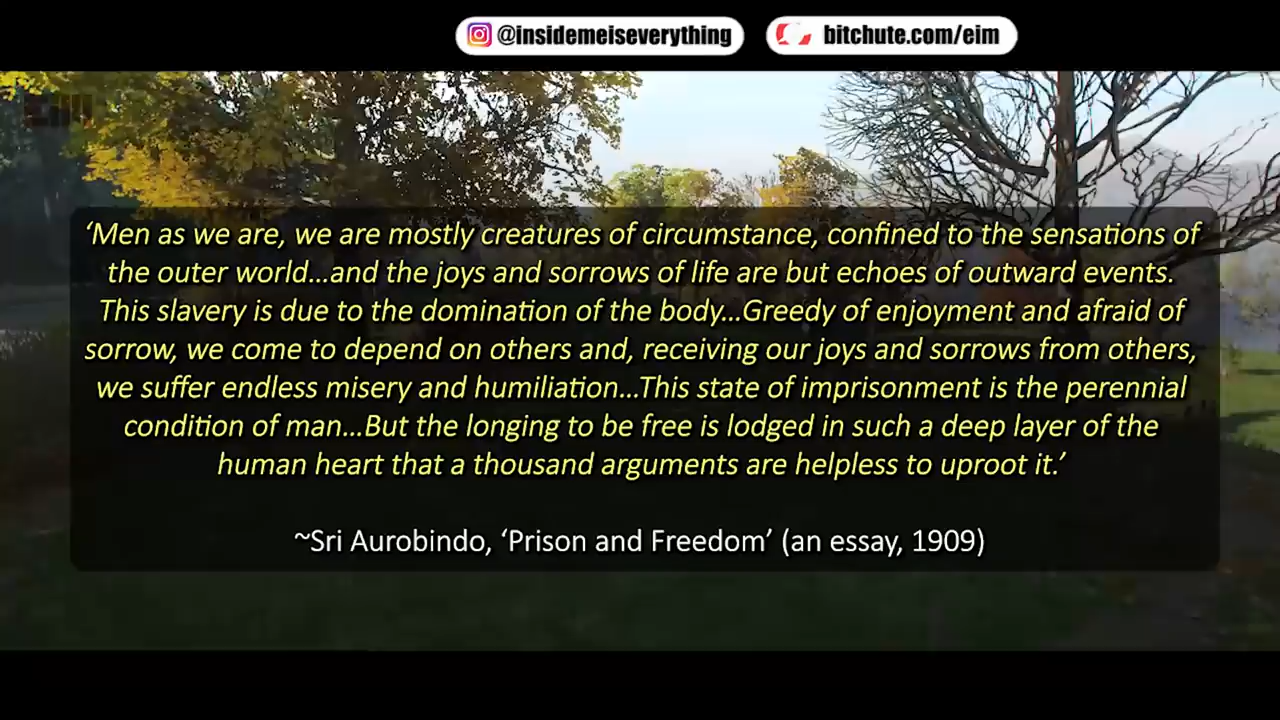 @insidemeiseverything
bitchute.com/eim
‘Men as we are, we are mostly creatures of circumstance, confined to the sensations of
the outer world...and the joys and sorrows of life are but echoes of outward events.
This slavery is due to the domination of the body...Greedy of enjoyment and afraid of
sorrow, we come to depend on others and, receiving our joys and sorrows from others,
we suffer endless misery and humiliation...This state of imprisonment is the perennial
condition of man...But the longing to be free is lodged in such a deep layer of the
human heart that a thousand arguments are helpless to uproot it.’
~Sri Aurobindo, ‘Prison and Freedom’ (an essay, 1909)